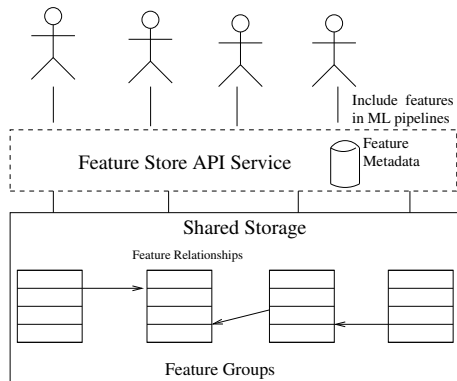 Include features
in ML pipelines
Feature Store API Service
Feature
Metadata
Shared Storage
Feature Relationships
Feature Groups